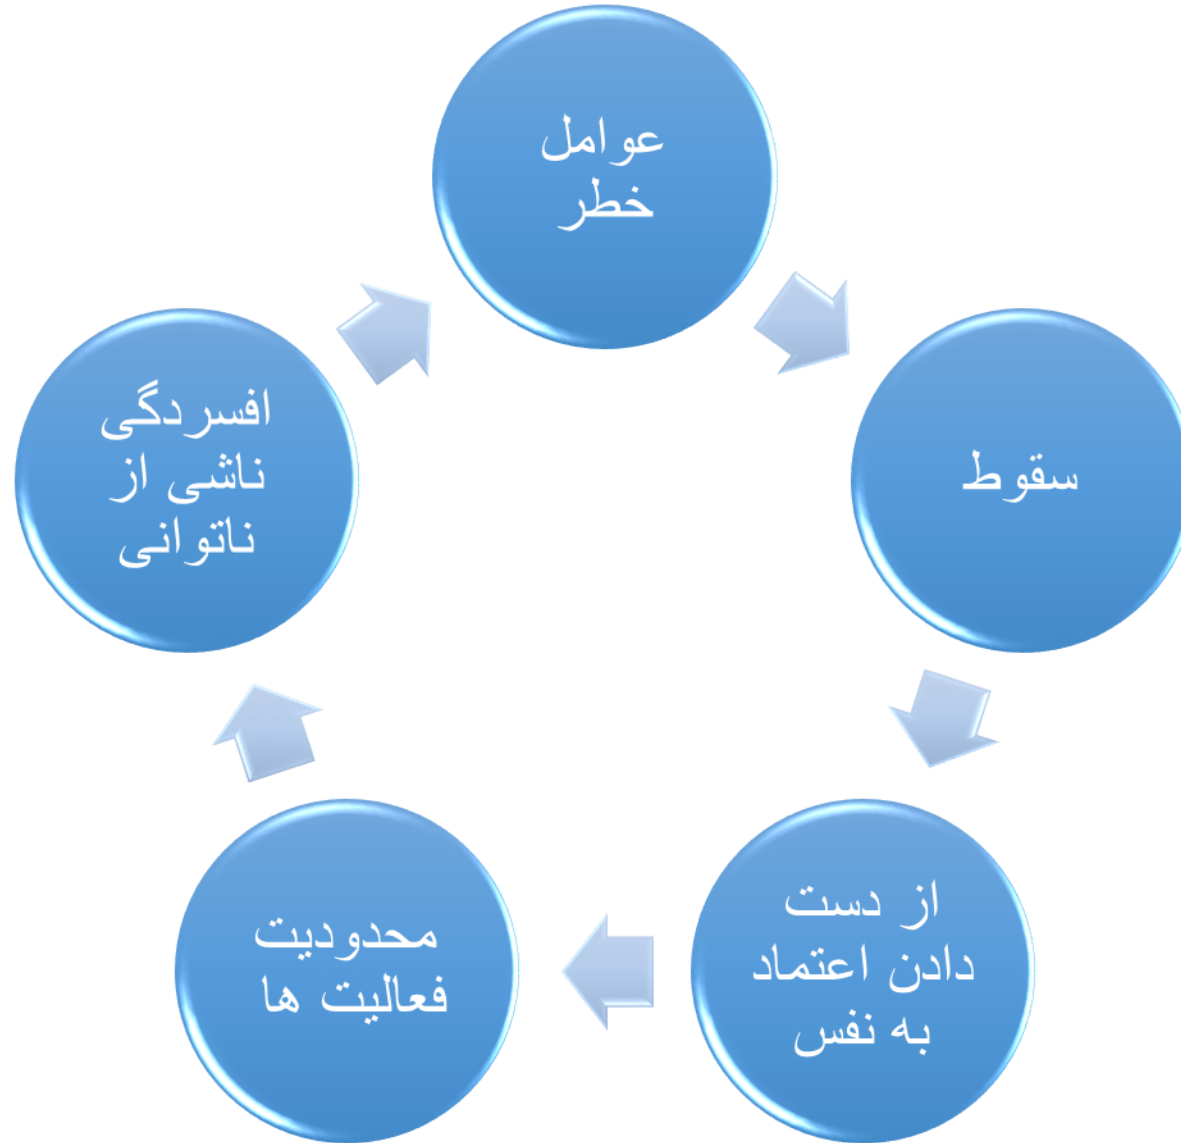 عوامل
خطر
سقوط
از دست
دادن اعتماد
به نفس
محدودیت
فعالیت ها
افسردگی
ناشی از
ناتوانی